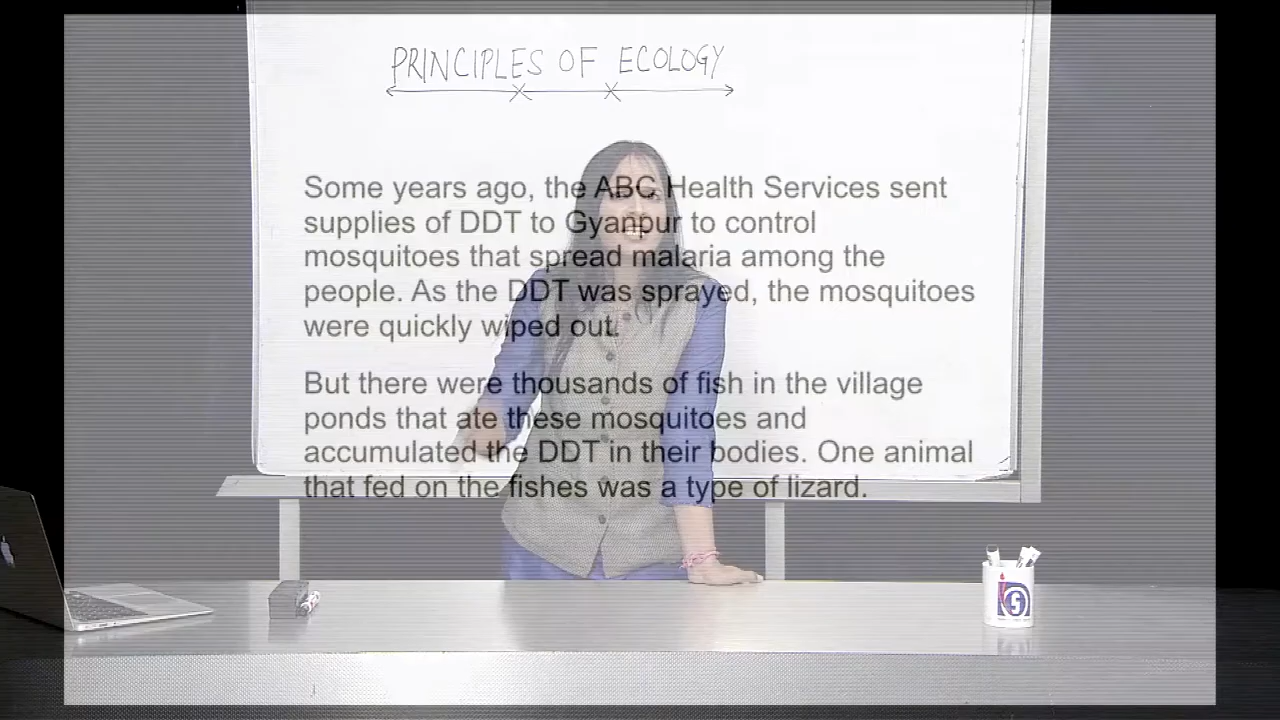 PRINCIPLES OF ECOLOGY
Some years ago, the ABC Health Services sent
supplies of DDT to Gyanpur to control
mosquitoes that spread malaria among the
people. As the DDT was sprayed, the mosquitoes
were quickly wiped out.
But there were thousands of fish in the village
ponds that ate these mosquitoes and
accumulated the DDT in their bodies. One animal
that fed on the fishes was a type of lizard.